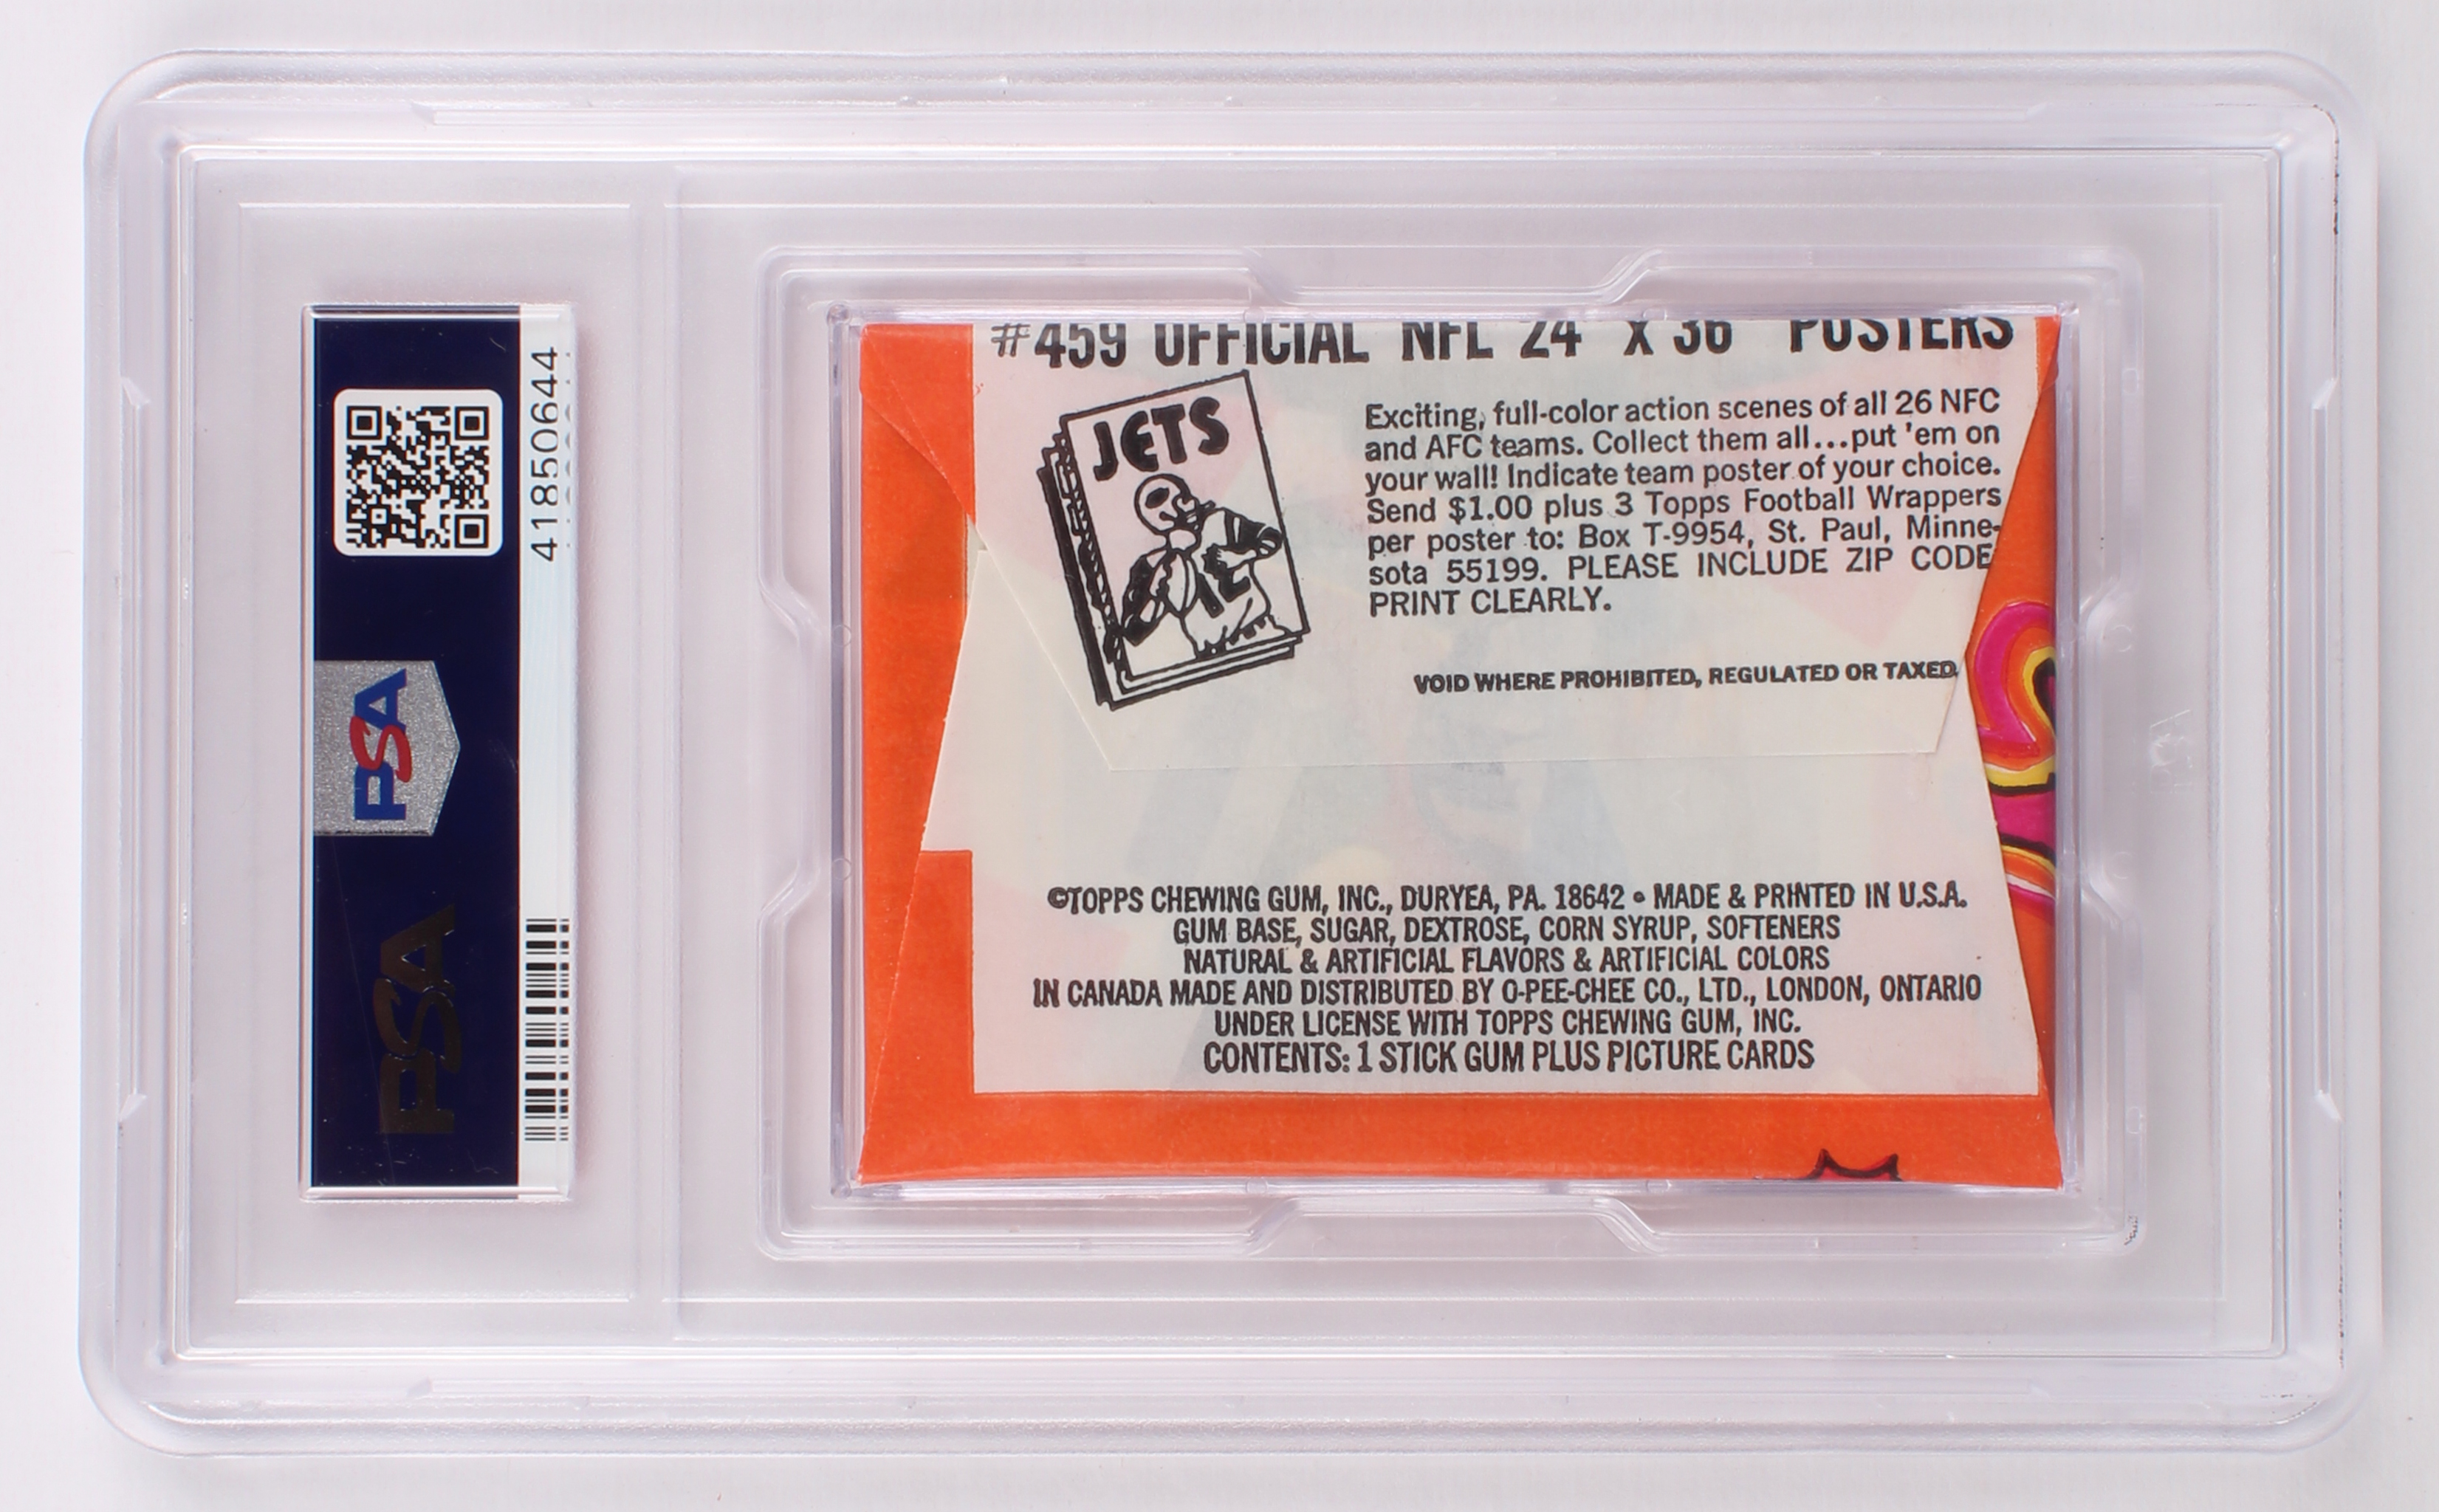 41850644
PSA
PSA
#459 OFFICIAL NFL 24 X 36 POSTERS
JETS
12
Exciting, full-color action scenes of all 26 NFC
and AFC teams. Collect them all...put 'em on
your wall! Indicate team poster of your choice.
Send $1.00 plus 3 Topps Football Wrappers
per poster to: Box T-9954, St. Paul, Minne-
sota 55199. PLEASE INCLUDE ZIP CODE
PRINT CLEARLY.
VOID WHERE PROHIBITED, REGULATED OR TAXED.
©TOPPS CHEWING GUM, INC., DURYEA, PA. 18642 • MADE & PRINTED IN U.S.A.
GUM BASE, SUGAR, DEXTROSE, CORN SYRUP, SOFTENERS
NATURAL & ARTIFICIAL FLAVORS & ARTIFICIAL COLORS
IN CANADA MADE AND DISTRIBUTED BY O-PEE-CHEE CO., LTD., LONDON, ONTARIO
UNDER LICENSE WITH TOPPS CHEWING GUM, INC.
CONTENTS: 1 STICK GUM PLUS PICTURE CARDS